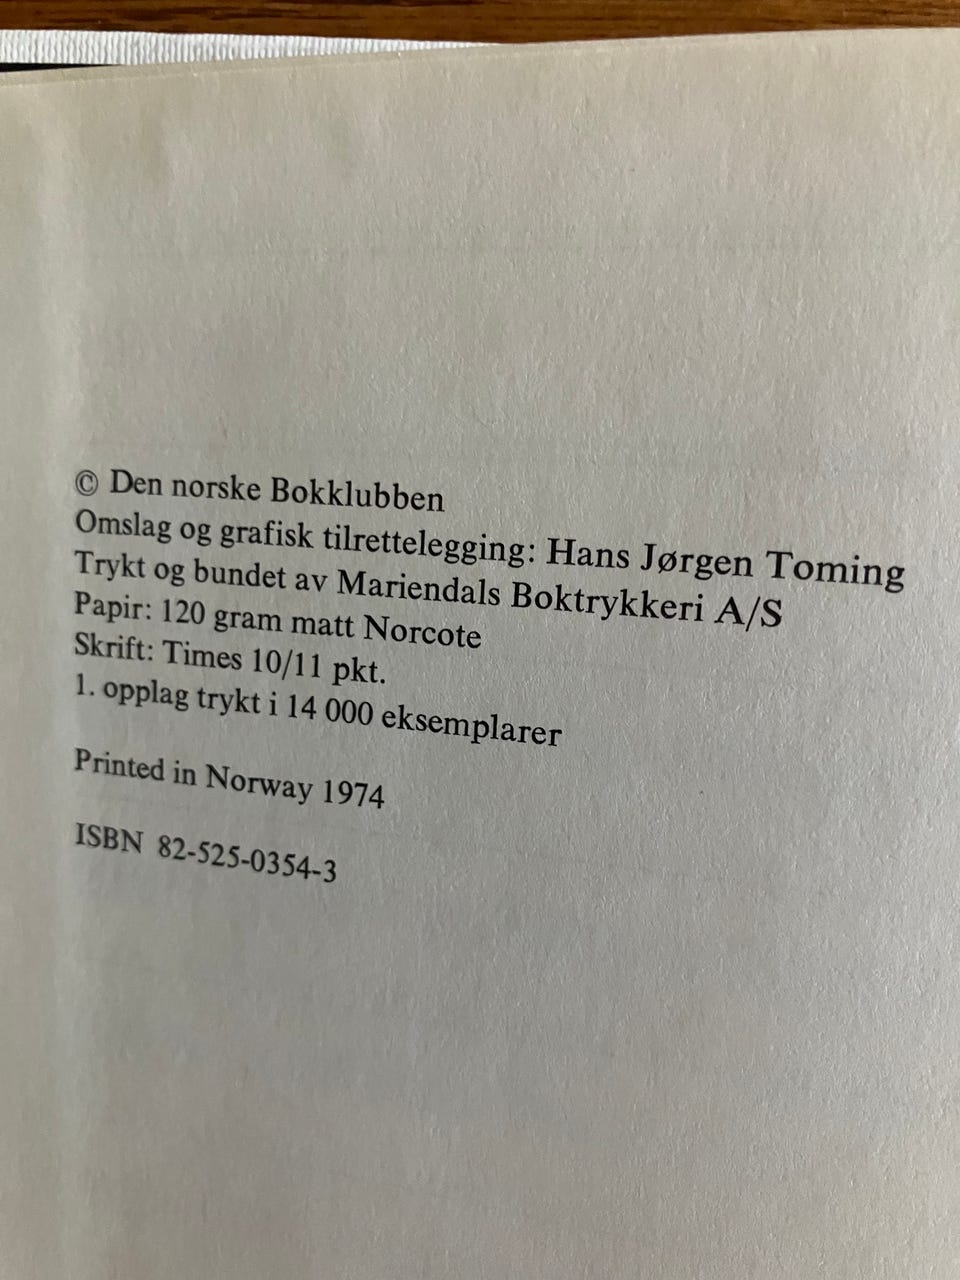 © Den norske Bokklubben
Omslag og grafisk tilrettelegging: Hans Jørgen Toming
Trykt og bundet av Mariendals Boktrykkeri A/S
Papir: 120 gram matt Norcote
Skrift: Times 10/11 pkt.
1. opplag trykt i 14 000 eksemplarer
Printed in Norway 1974
ISBN 82-525-0354-3